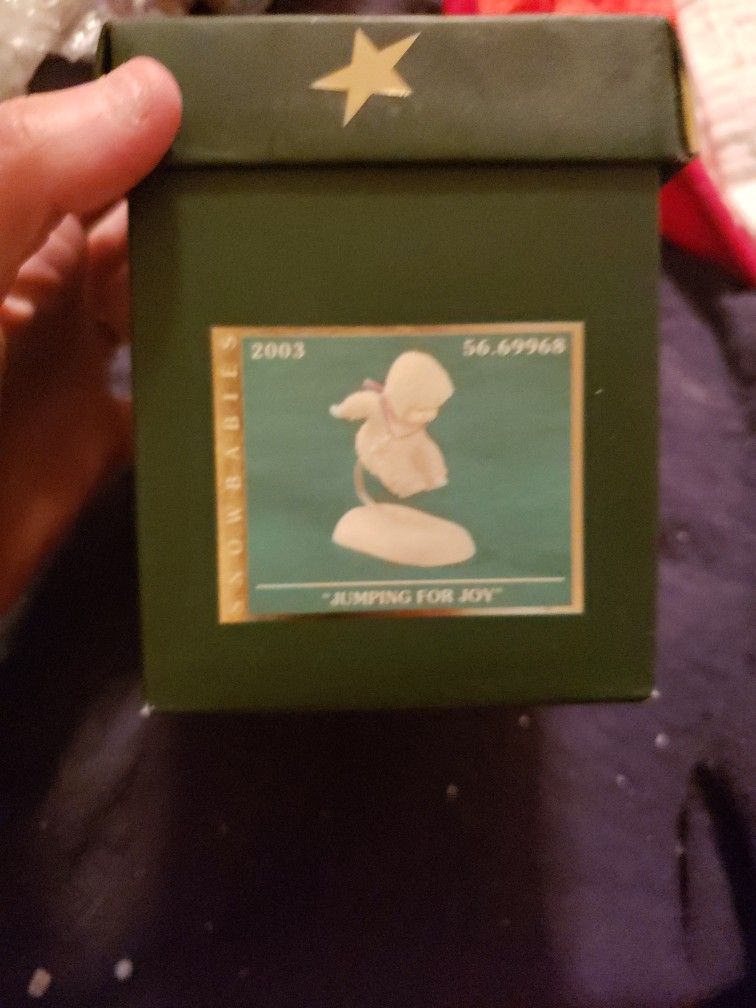 2003
56.69968
SNOWBABIES
"JUMPING FOR JOY"